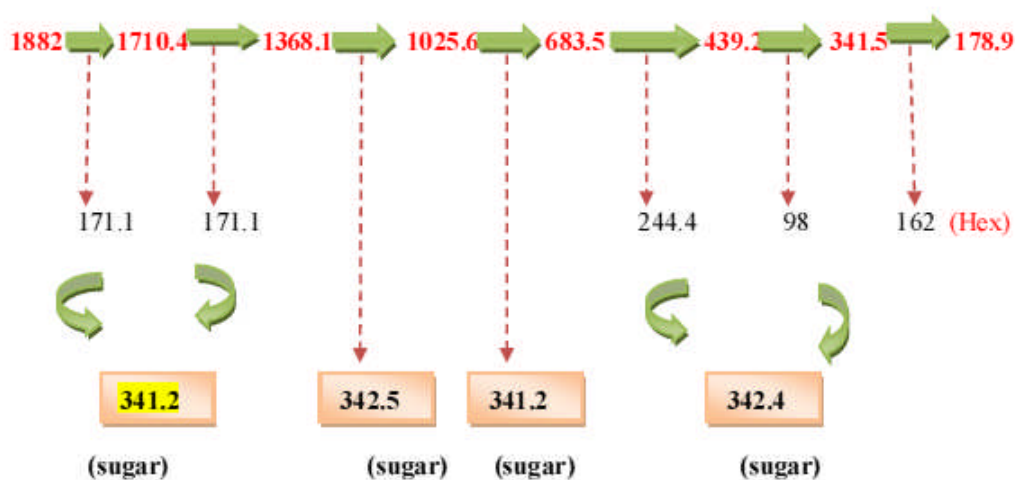 1882 1710.4 1368.1 1025.6 683.5 439.2 341.5 178.9
171.1 171.1 244.4 98 162 (Hex)
341.2 342.5 341.2 342.4
(sugar) (sugar) (sugar) (sugar)